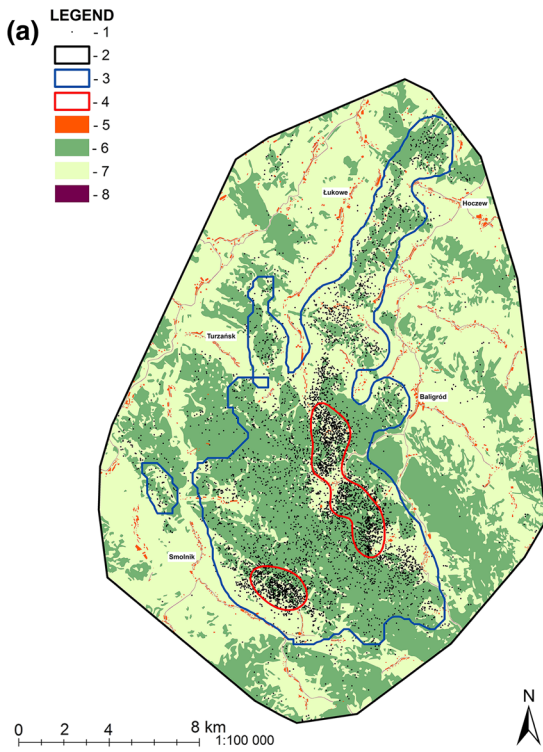 (a)
LEGEND
- 1
- 2
- 3
- 4
- 5
- 6
- 7
- 8
Łukowe
Hoczew
Turzańsk
Baligród
Smolnik
N
0 2 4 8 km
1:100 000